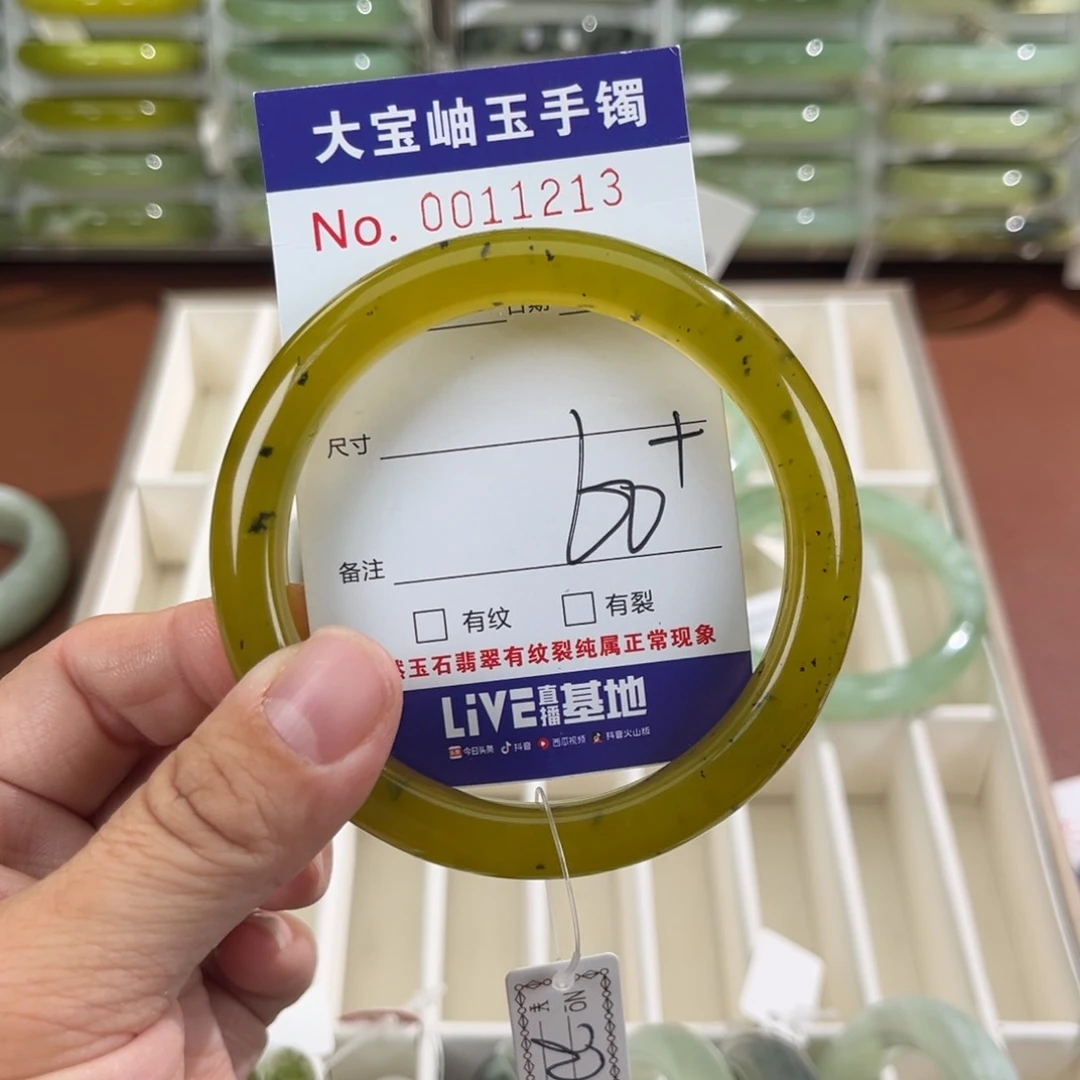 大宝岫玉手镯
No. 0011213
日期
尺寸
60+
备注
□ 有纹 □ 有裂
然玉石翡翠有纹裂纯属正常现象
LiVE直播基地
今日头条 抖音 西瓜视频 抖音火山版
NO